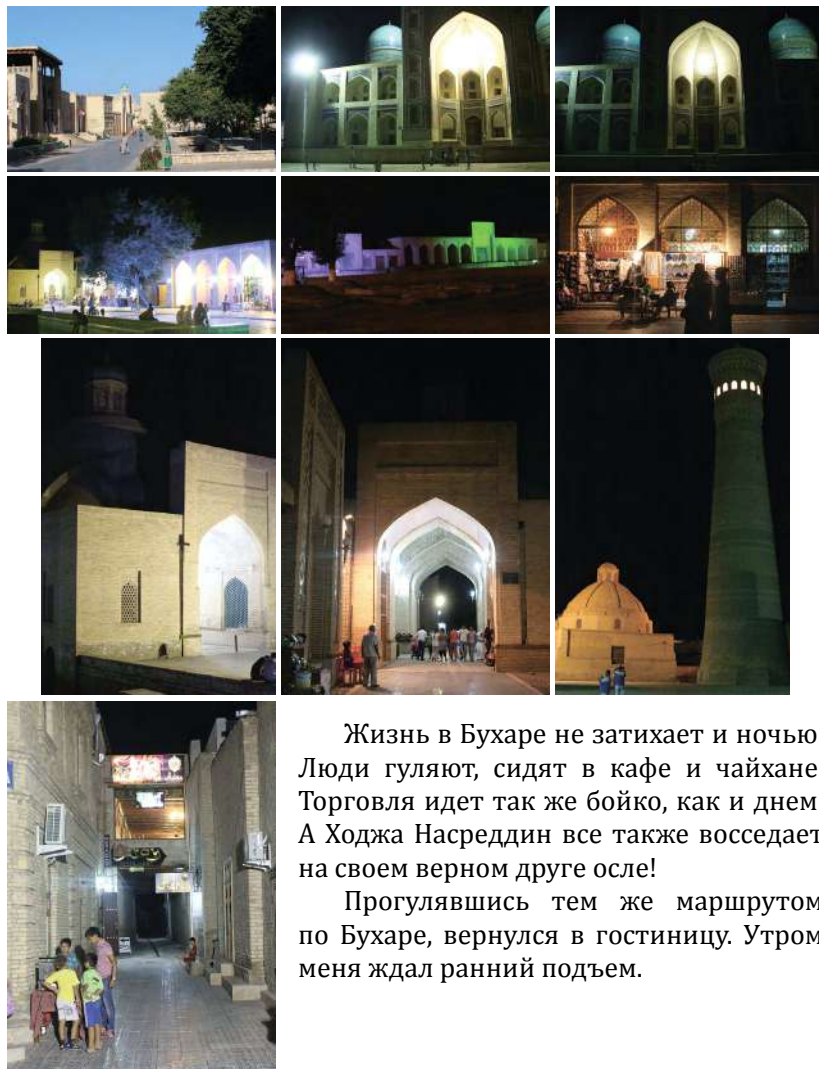 Жизнь в Бухаре не затихает и ночью
Люди гуляют, сидят в кафе и чайхане
Торговля идет так же бойко, как и днем
А Ходжа Насреддин все также восседает
на своем верном друге осле!
Прогулявшись тем же маршрутом
по Бухаре, вернулся в гостиницу. Утром
меня ждал ранний подъем.